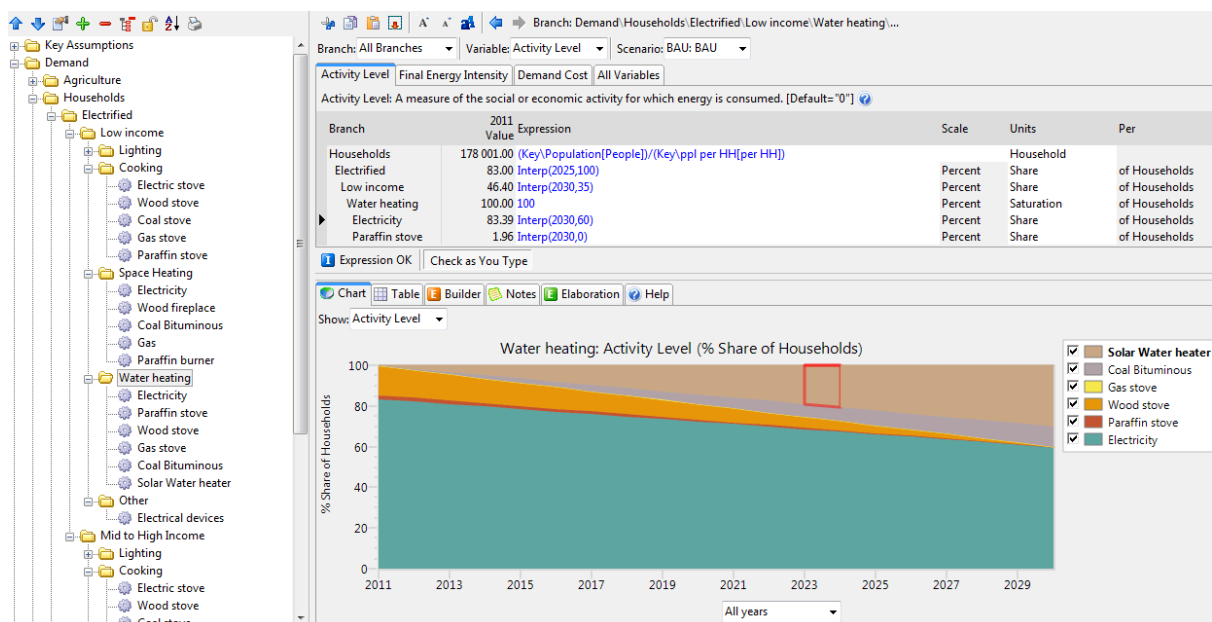 Key Assumptions
Demand
Agriculture
Households
Electrified
Low income
Lighting
Cooking
Electric stove
Wood stove
Coal stove
Gas stove
Paraffin stove
Space Heating
Electricity
Wood fireplace
Coal Bituminous
Gas
Paraffin burner
Water heating
Electricity
Paraffin stove
Wood stove
Gas stove
Coal Bituminous
Solar Water heater
Other
Electrical devices
Mid to High Income
Lighting
Cooking
Electric stove
Wood stove
Branch: Demand\Households\Electrified\Low income\Water heating\...
Branch: All Branches Variable: Activity Level Scenario: BAU: BAU
Activity Level Final Energy Intensity Demand Cost All Variables
Activity Level: A measure of the social or economic activity for which energy is consumed. [Default="0"]
Branch 2011 Value Expression Scale Units Per
Households 178 001.00 (Key\Population[People])/(Key\ppl per HH[per HH]) Household
Electrified 83.00 Interp(2025,100) Percent Share of Households
Low income 46.40 Interp(2030,35) Percent Share of Households
Water heating 100.00 100 Percent Saturation of Households
Electricity 83.39 Interp(2030,60) Percent Share of Households
Paraffin stove 1.96 Interp(2030,0) Percent Share of Households
Expression OK Check as You Type
Chart Table Builder Notes Elaboration Help
Show: Activity Level
Water heating: Activity Level (% Share of Households)
% Share of Households
100
80
60
40
20
0
2011 2013 2015 2017 2019 2021 2023 2025 2027 2029
All years
Solar Water heater
Coal Bituminous
Gas stove
Wood stove
Paraffin stove
Electricity